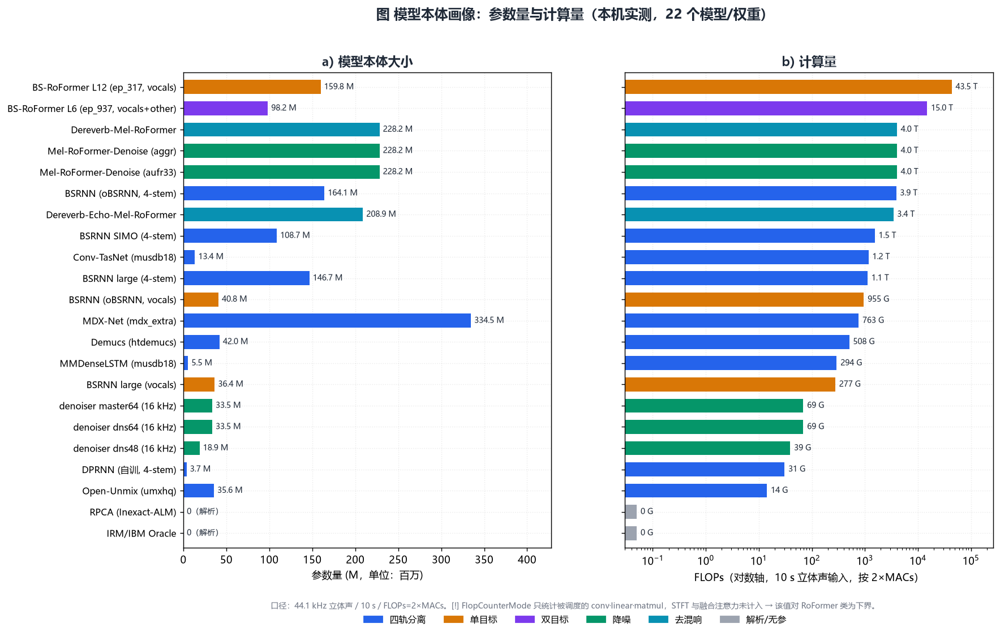 图 模型本体画像：参数量与计算量（本机实测，22 个模型/权重）
a) 模型本体大小
BS-RoFormer L12 (ep_317, vocals)
159.8 M
BS-RoFormer L6 (ep_937, vocals+other)
98.2 M
Dereverb-Mel-RoFormer
228.2 M
Mel-RoFormer-Denoise (aggr)
228.2 M
Mel-RoFormer-Denoise (aufr33)
228.2 M
BSRNN (oBSRNN, 4-stem)
164.1 M
Dereverb-Echo-Mel-RoFormer
208.9 M
BSRNN SIMO (4-stem)
108.7 M
Conv-TasNet (musdb18)
13.4 M
BSRNN large (4-stem)
146.7 M
BSRNN (oBSRNN, vocals)
40.8 M
MDX-Net (mdx_extra)
334.5 M
Demucs (htdemucs)
42.0 M
MMDenseLSTM (musdb18)
5.5 M
BSRNN large (vocals)
36.4 M
denoiser master64 (16 kHz)
33.5 M
denoiser dns64 (16 kHz)
33.5 M
denoiser dns48 (16 kHz)
18.9 M
DPRNN (自训, 4-stem)
3.7 M
Open-Unmix (umxhq)
35.6 M
RPCA (Inexact-ALM)
0（解析）
IRM/IBM Oracle
0（解析）
0 50 100 150 200 250 300 350 400
参数量 (M，单位：百万)
b) 计算量
43.5 T
15.0 T
4.0 T
4.0 T
4.0 T
3.9 T
3.4 T
1.5 T
1.2 T
1.1 T
955 G
763 G
508 G
294 G
277 G
69 G
69 G
39 G
31 G
14 G
0 G
0 G
10⁻¹ 10⁰ 10¹ 10² 10³ 10⁴ 10⁵
FLOPs（对数轴，10 s 立体声输入，按 2×MACs）
口径：44.1 kHz 立体声 / 10 s / FLOPs=2×MACs。[!] FlopCounterMode 只统计被调度的 conv·linear·matmul，STFT 与融合注意力未计入 → 该值对 RoFormer 类为下界。
四轨分离 单目标 双目标 降噪 去混响 解析/无参